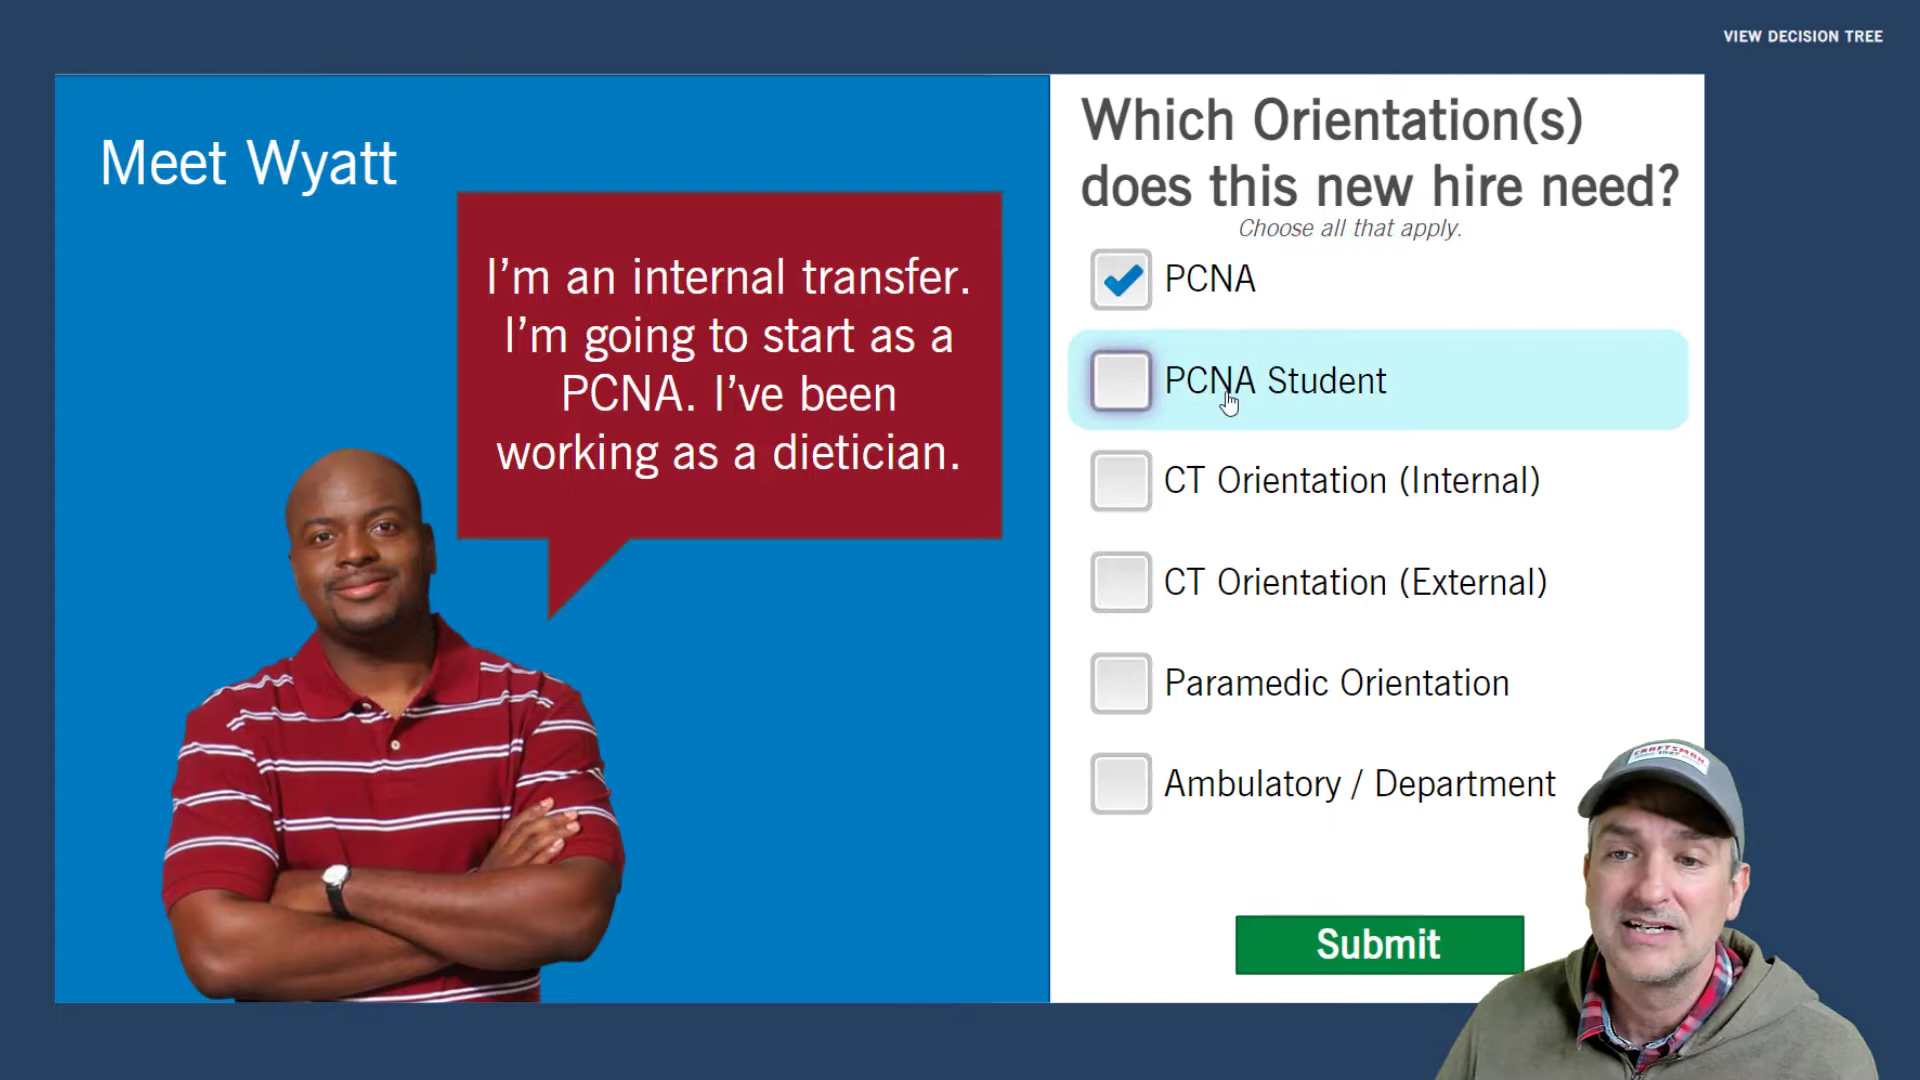 VIEW DECISION TREE
Meet Wyatt
I'm an internal transfer.
I'm going to start as a
PCNA. I've been
working as a dietician.
Which Orientation(s)
does this new hire need?
Choose all that apply.
PCNA
PCNA Student
CT Orientation (Internal)
CT Orientation (External)
Paramedic Orientation
Ambulatory / Department
Submit
CRAFTSMAN